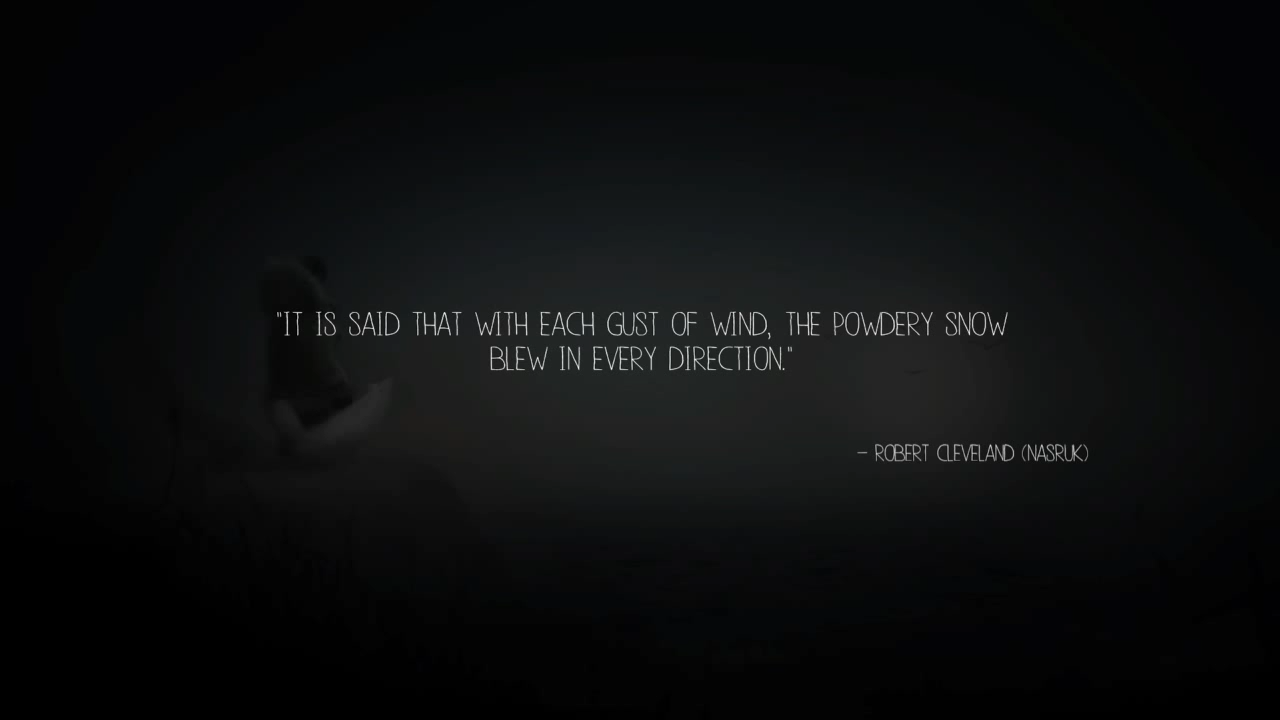 "IT IS SAID THAT WITH EACH GUST OF WIND, THE POWDERY SNOW
BLEW IN EVERY DIRECTION."
– ROBERT CLEVELAND (NASRUK)